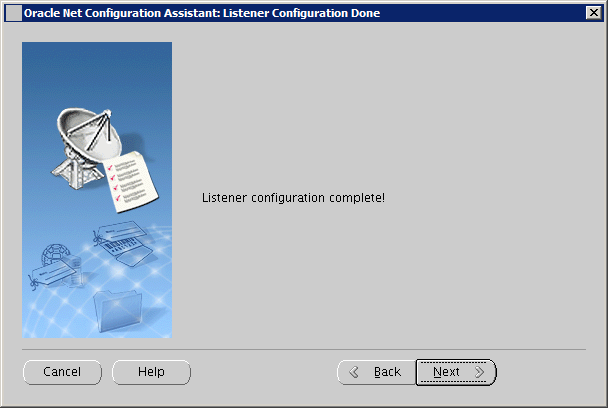 Oracle Net Configuration Assistant: Listener Configuration Done
Listener configuration complete!
Cancel
Help
Back
Next